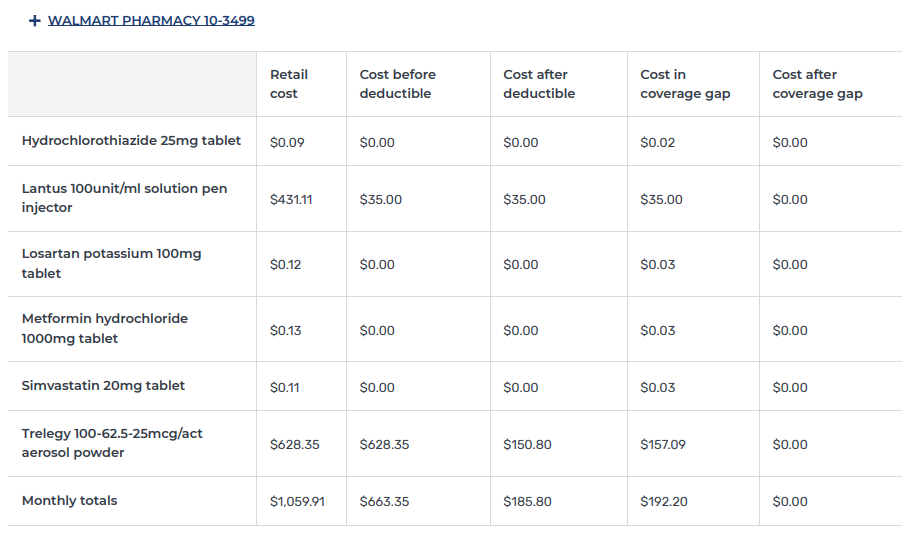 + WALMART PHARMACY 10-3499
Retail cost Cost before deductible Cost after deductible Cost in coverage gap Cost after coverage gap
Hydrochlorothiazide 25mg tablet $0.09 $0.00 $0.00 $0.02 $0.00
Lantus 100unit/ml solution pen injector $431.11 $35.00 $35.00 $35.00 $0.00
Losartan potassium 100mg tablet $0.12 $0.00 $0.00 $0.03 $0.00
Metformin hydrochloride 1000mg tablet $0.13 $0.00 $0.00 $0.03 $0.00
Simvastatin 20mg tablet $0.11 $0.00 $0.00 $0.03 $0.00
Trelegy 100-62.5-25mcg/act aerosol powder $628.35 $628.35 $150.80 $157.09 $0.00
Monthly totals $1,059.91 $663.35 $185.80 $192.20 $0.00